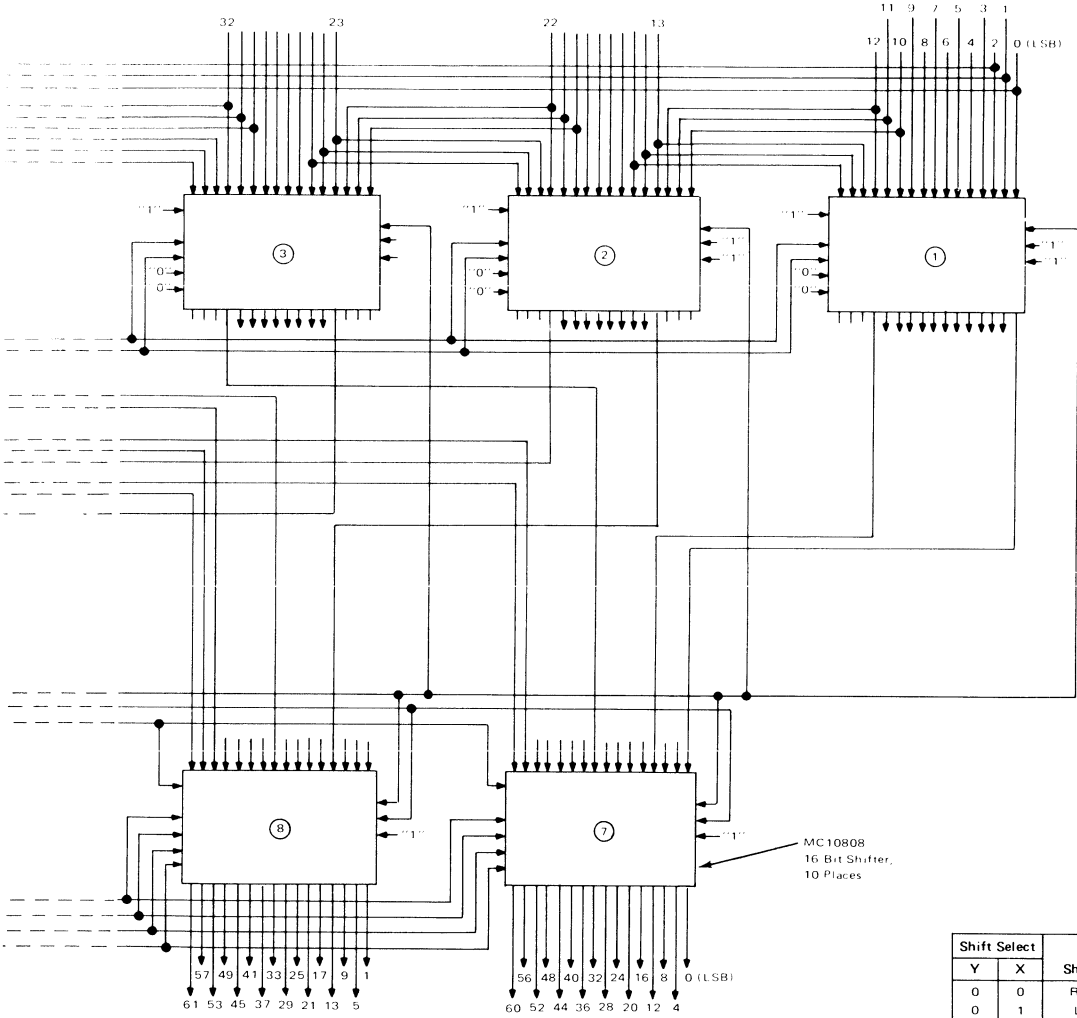 32 23 22 13 11 9 7 5 3 1
12 10 8 6 4 2 0 (LSB)
"1" "1" "1"
3 2 1
"1" "1"
"1" "1"
"0" "0" "0"
0" "0" "0"
8 7
"1" "1"
MC10808
16 Bit Shifter,
10 Places
57 49 41 33 25 17 9 1
61 53 45 37 29 21 13 5
56 48 40 32 24 16 8 0 (LSB)
60 52 44 36 28 20 12 4
Shift Select
Y X Sh
0 0 R
0 1 L